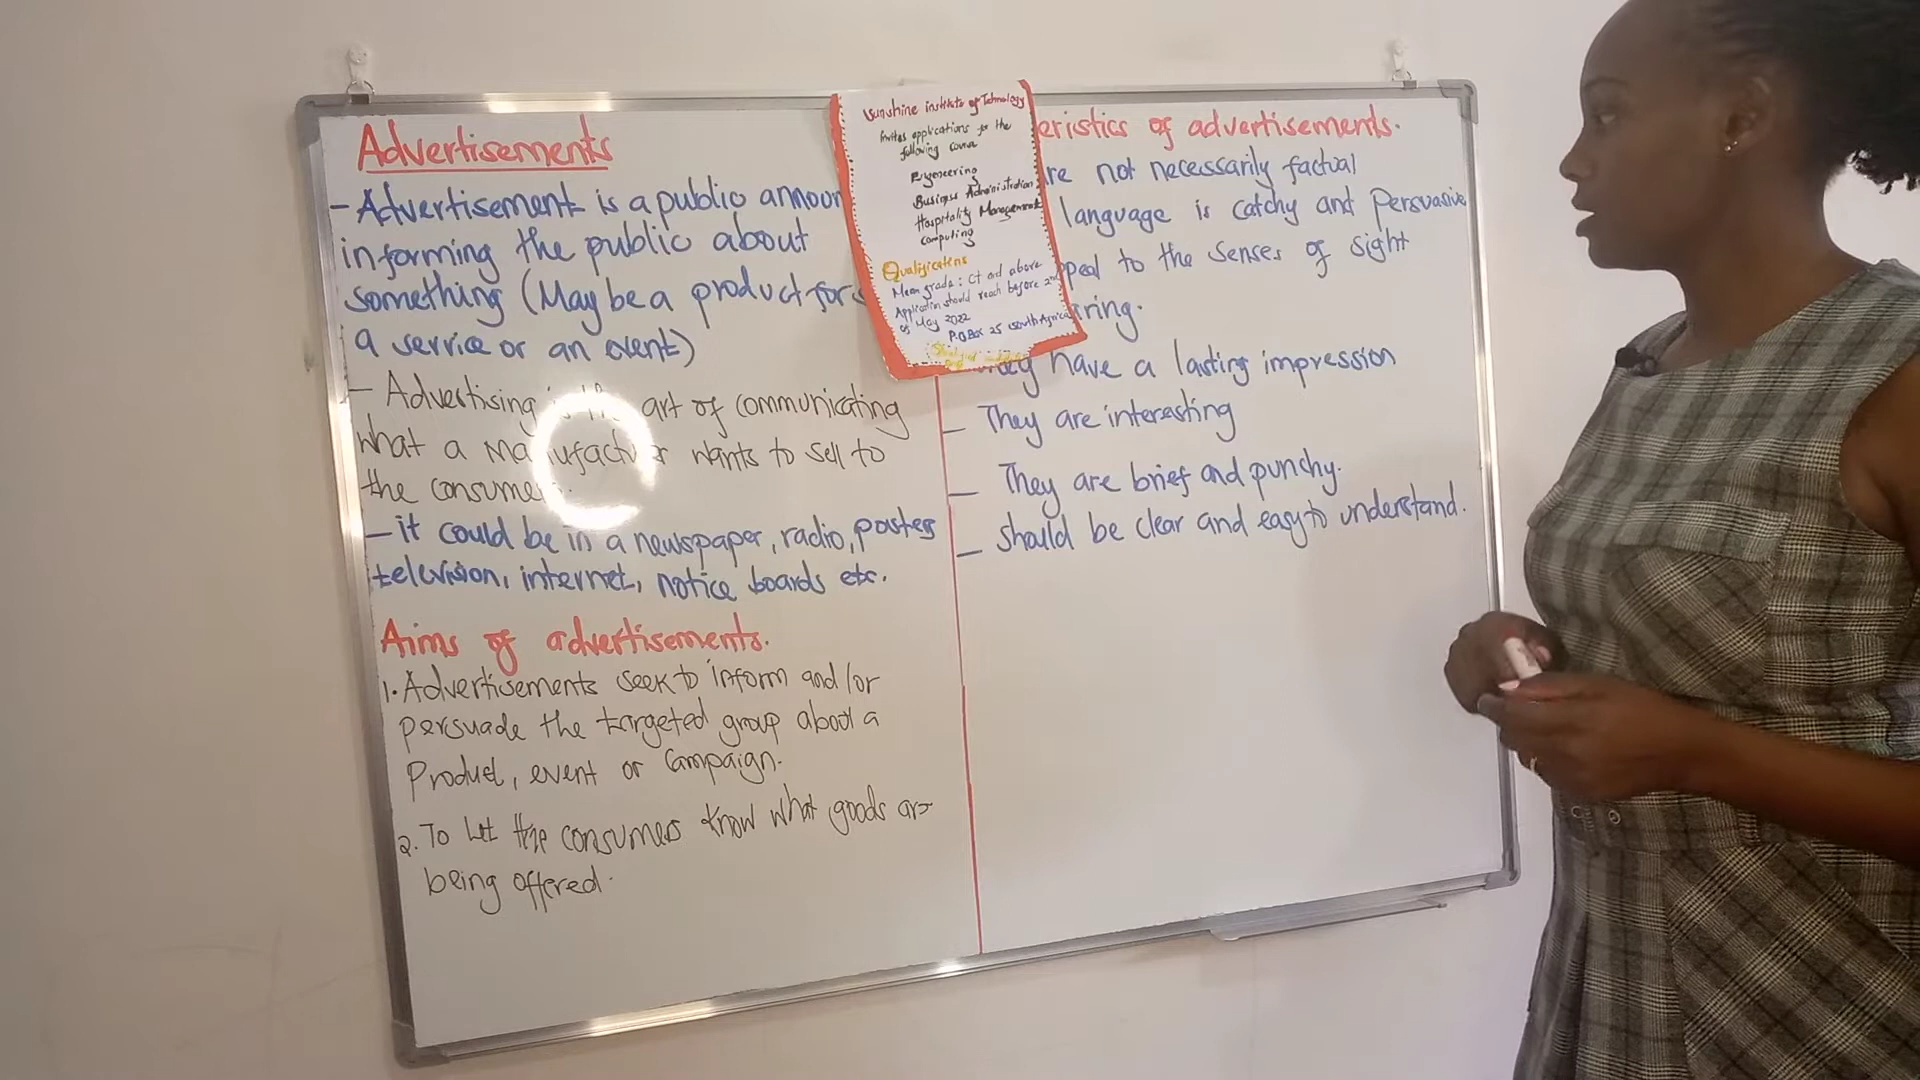 Advertisements
- Advertisement is a public announ
informing the public about
something (May be a product for s
a service or an event)
- Advertising is the art of communicating
what a Manufacturer wants to sell to
the consumer.
- it could be in a newspaper, radio, posters
television, internet, notice boards etc.
Aims of advertisements.
1. Advertisements seek to inform and/or
persuade the targeted group about a
Product, event or Campaign.
2. To let the consumers know what goods are
being offered.
Sunshine institute of Technology
Invites applications for the
following course
Engineering
Business Administration
Hospitality Management
Computing
Qualifications
Mean grade: C+ and above
Application should reach before 2nd
of May 2022
P.O Box 25 South Africa
eristics of advertisements.
re not necessarily factual
language is catchy and persuasive
ppeal to the senses of sight
aring.
They have a lasting impression
- They are interesting
- They are brief and punchy.
- should be clear and easy to understand.